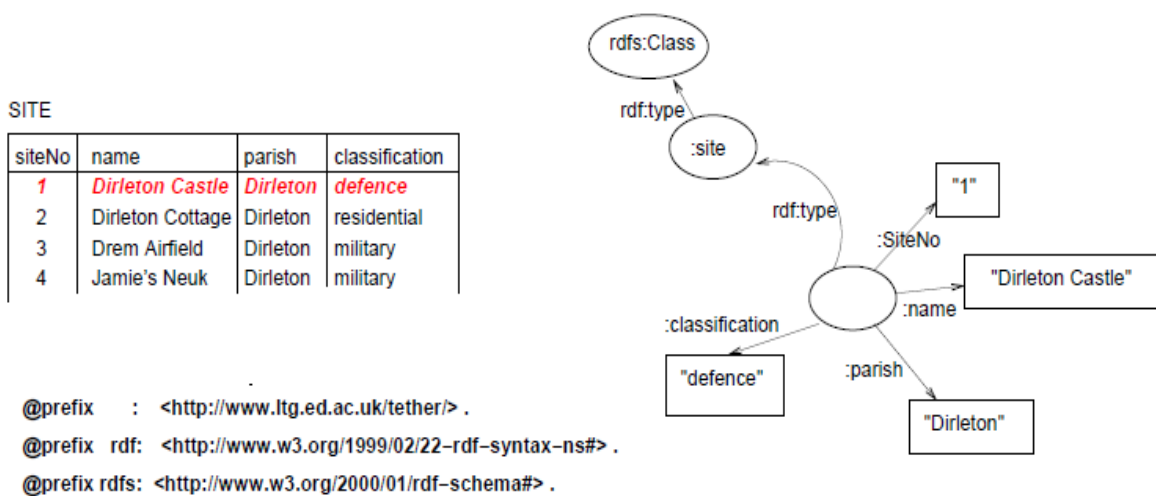 SITE
siteNo name parish classification
1 Dirleton Castle Dirleton defence
2 Dirleton Cottage Dirleton residential
3 Drem Airfield Dirleton military
4 Jamie's Neuk Dirleton military
rdfs:Class
rdf:type
:site
rdf:type
"1"
:SiteNo
"Dirleton Castle"
:name
:classification
"defence"
:parish
"Dirleton"
@prefix : <http://www.ltg.ed.ac.uk/tether/> .
@prefix rdf: <http://www.w3.org/1999/02/22-rdf-syntax-ns#> .
@prefix rdfs: <http://www.w3.org/2000/01/rdf-schema#> .